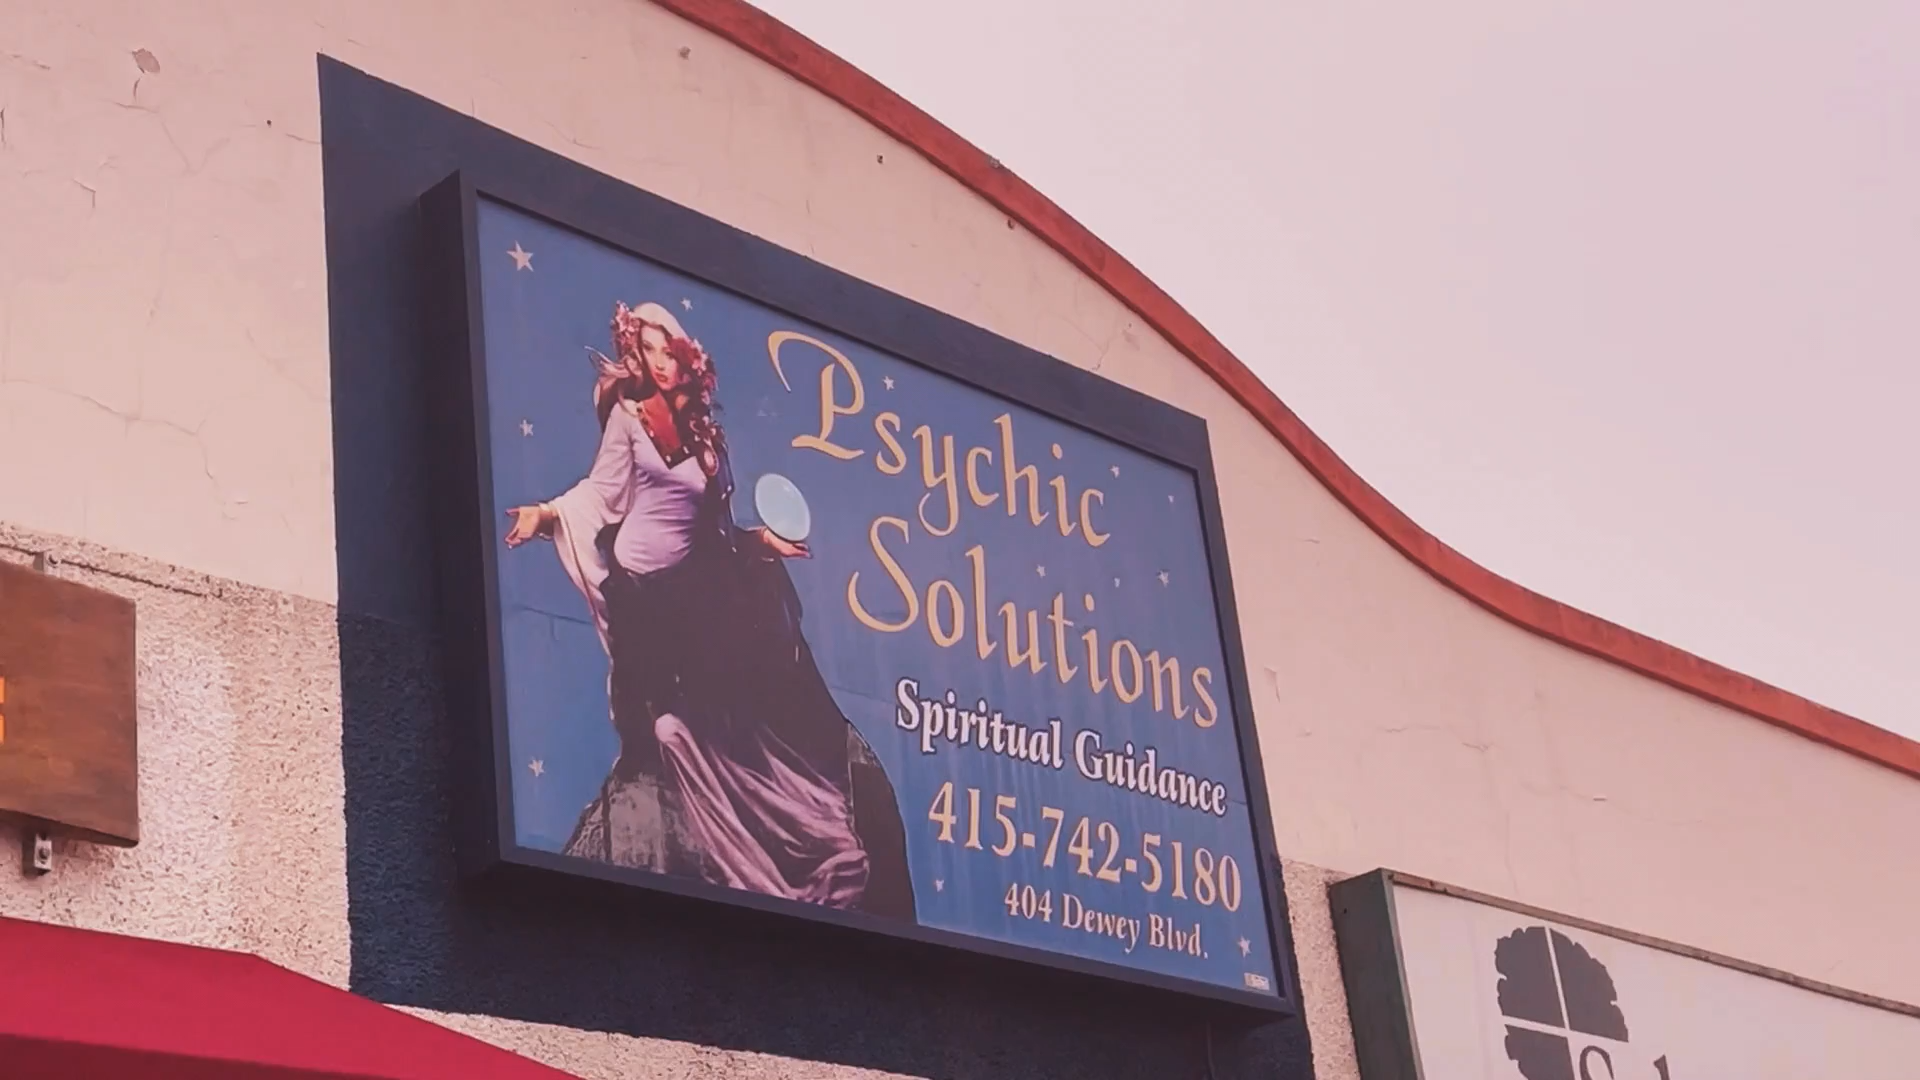 Psychic
Solutions
Spiritual Guidance
415-742-5180
404 Dewey Blvd.